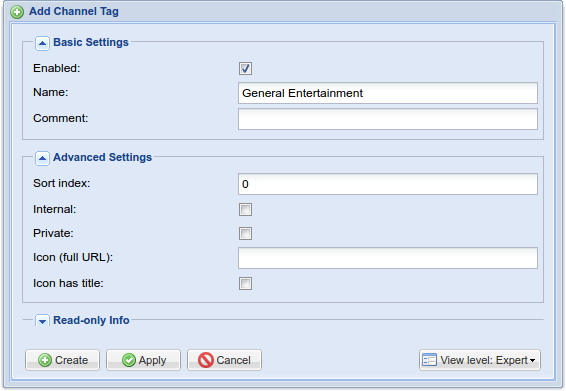 Add Channel Tag
Basic Settings
Enabled:
Name: General Entertainment
Comment:
Advanced Settings
Sort index: 0
Internal:
Private:
Icon (full URL):
Icon has title:
Read-only Info
Create Apply Cancel View level: Expert